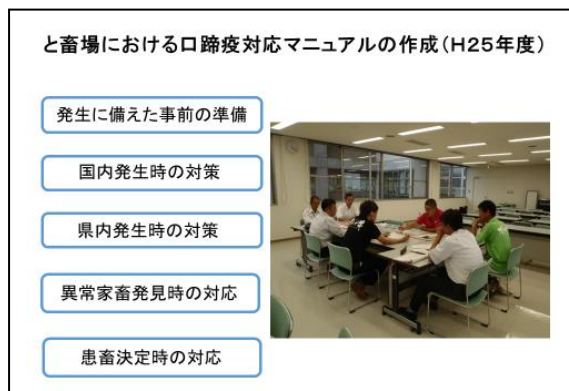 と畜場における口蹄疫対応マニュアルの作成(H25年度)
発生に備えた事前の準備
国内発生時の対策
県内発生時の対策
異常家畜発見時の対応
患畜決定時の対応